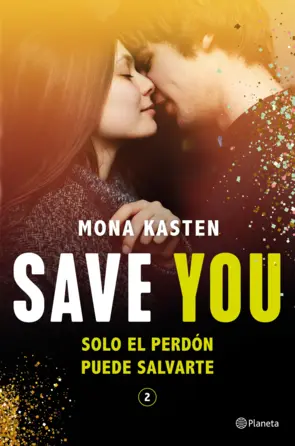 MONA KASTEN
SAVE YOU
SOLO EL PERDÓN
PUEDE SALVARTE
2
Planeta